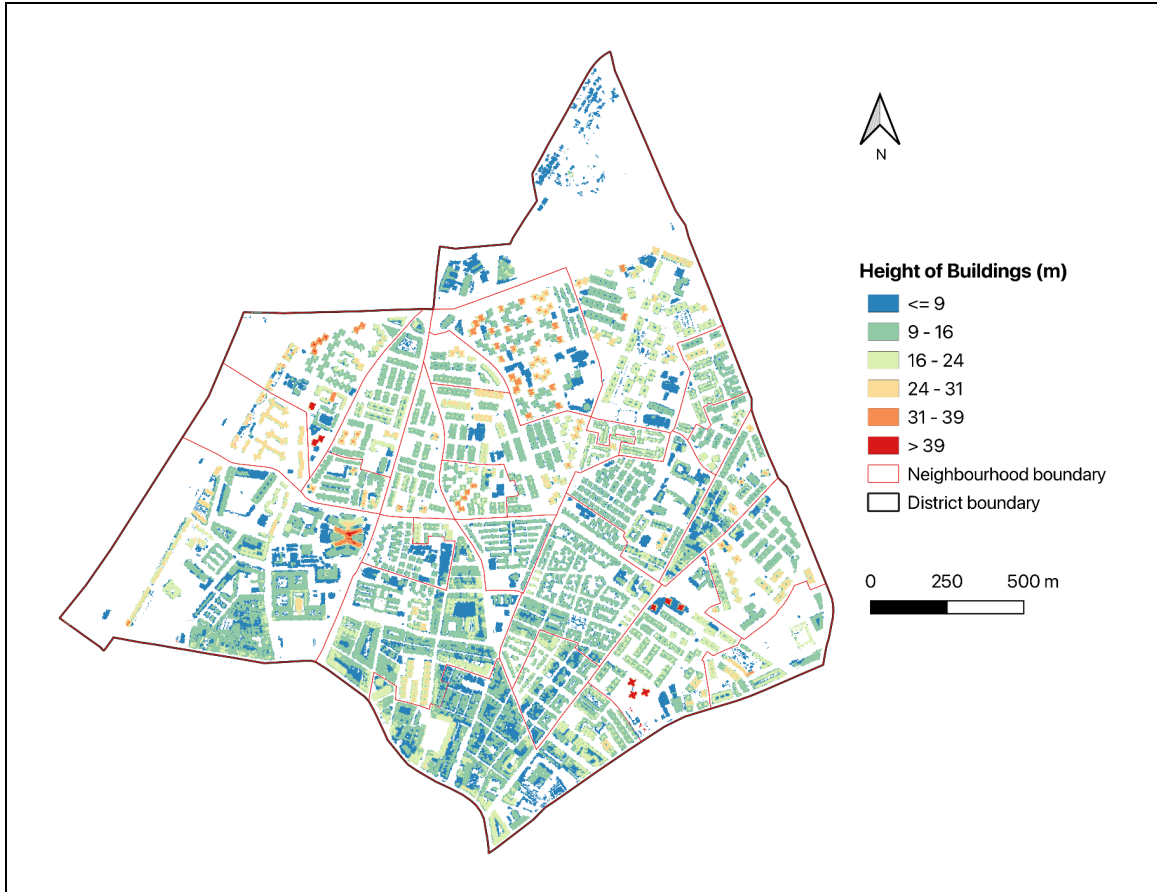 N
Height of Buildings (m)
<= 9
9 - 16
16 - 24
24 - 31
31 - 39
> 39
Neighbourhood boundary
District boundary
0 250 500 m